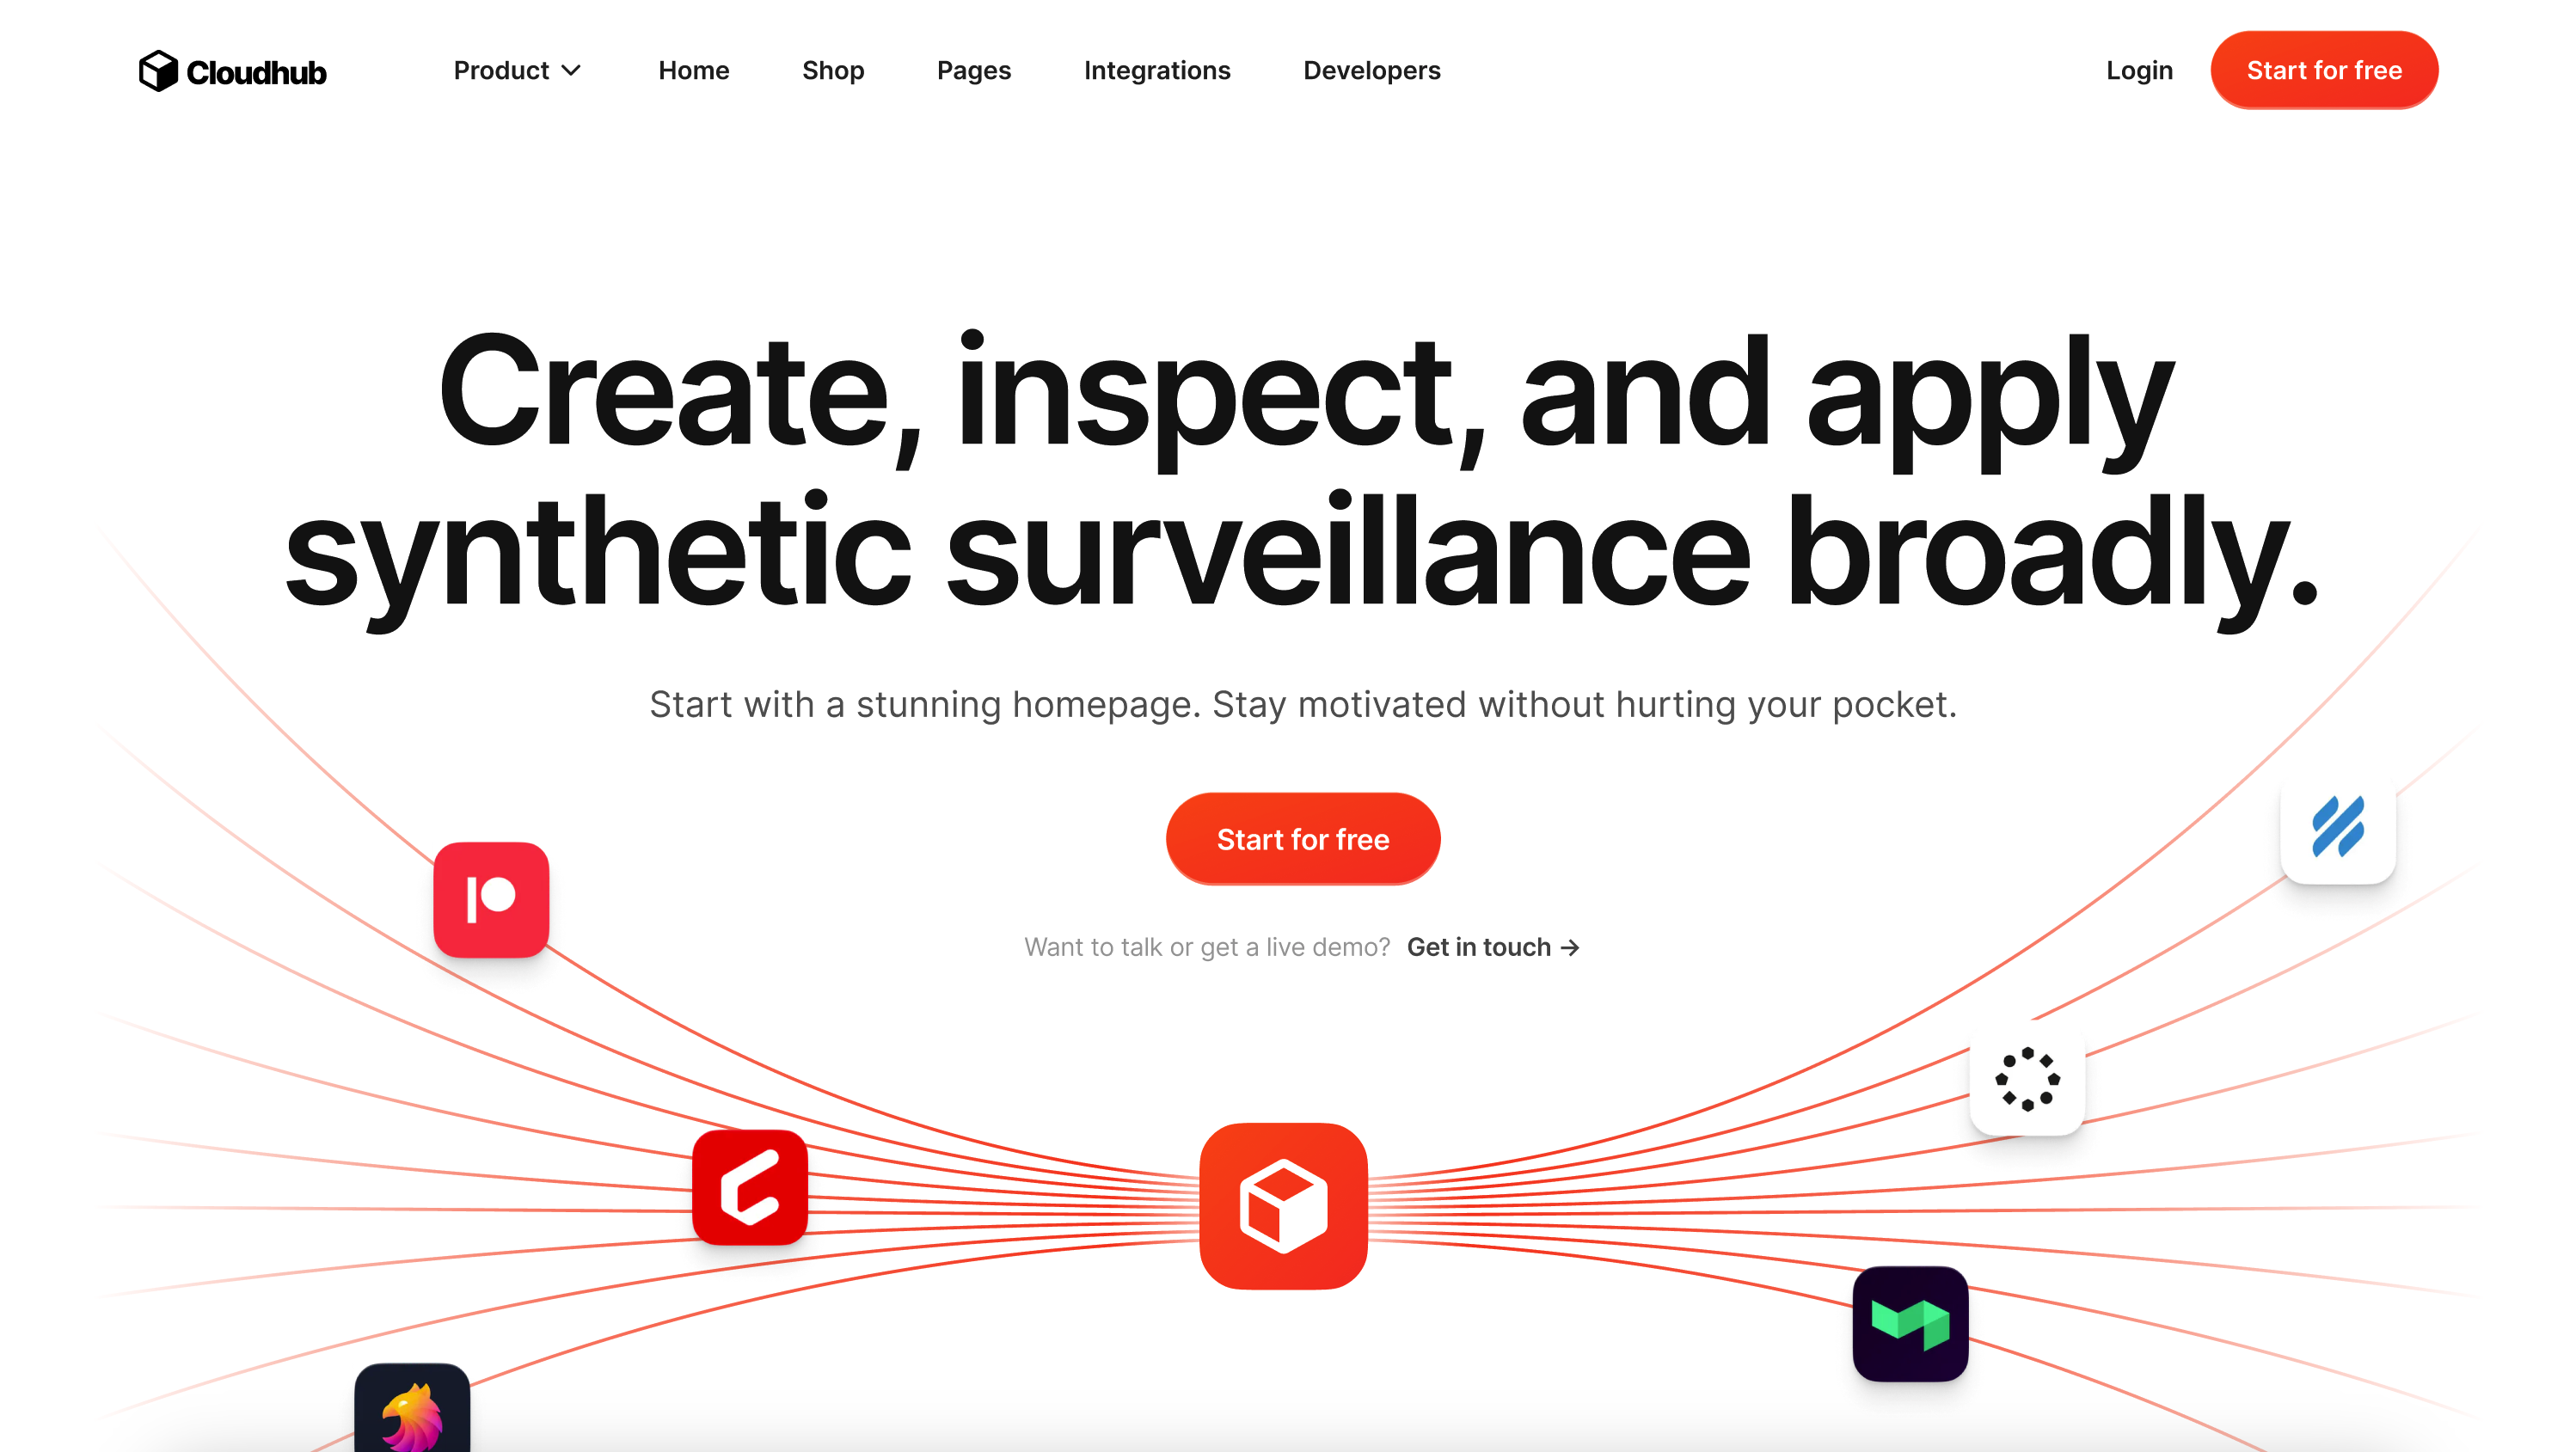 Cloudhub
Product
Home
Shop
Pages
Integrations
Developers
Login
Start for free
Create, inspect, and apply
synthetic surveillance broadly.
Start with a stunning homepage. Stay motivated without hurting your pocket.
Start for free
Want to talk or get a live demo? Get in touch →